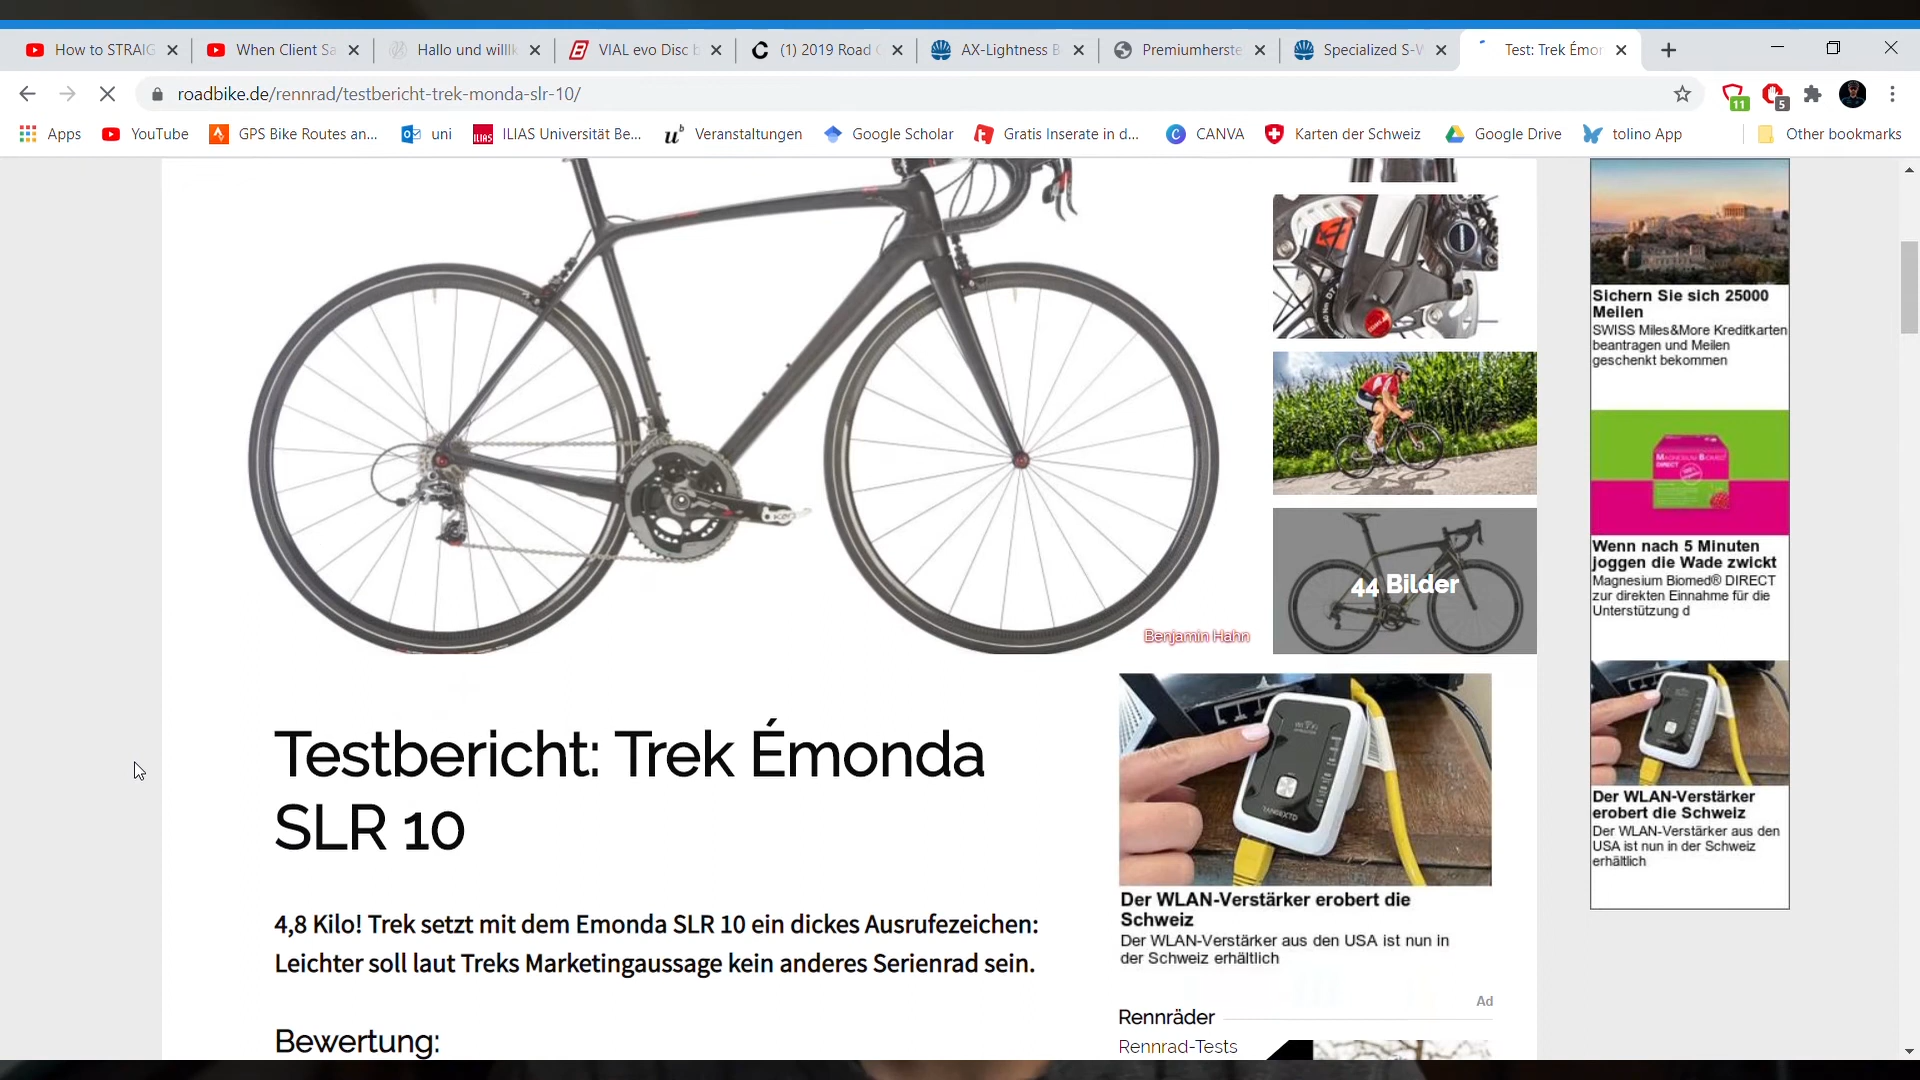 How to STRAIG
When Client Sa
Hallo und willk
VIAL evo Disc b
(1) 2019 Road C
AX-Lightness B
Premiumherste
Specialized S-W
Test: Trek Émon
roadbike.de/rennrad/testbericht-trek-monda-slr-10/
11
5
Apps
YouTube
GPS Bike Routes an...
uni
ILIAS Universität Be...
Veranstaltungen
Google Scholar
Gratis Inserate in d...
CANVA
Karten der Schweiz
Google Drive
tolino App
Other bookmarks
44 Bilder
Benjamin Hahn
Testbericht: Trek Émonda
SLR 10
4,8 Kilo! Trek setzt mit dem Emonda SLR 10 ein dickes Ausrufezeichen:
Leichter soll laut Treks Marketingaussage kein anderes Serienrad sein.
Bewertung:
Der WLAN-Verstärker erobert die
Schweiz
Der WLAN-Verstärker aus den USA ist nun in
der Schweiz erhältlich
Ad
Rennräder
Rennrad-Tests
Sichern Sie sich 25000
Meilen
SWISS Miles&More Kreditkarten
beantragen und Meilen
geschenkt bekommen
MAGNESIUM BIOMED
DIRECT
Wenn nach 5 Minuten
joggen die Wade zwickt
Magnesium Biomed® DIRECT
zur direkten Einnahme für die
Unterstützung d
Der WLAN-Verstärker
erobert die Schweiz
Der WLAN-Verstärker aus den
USA ist nun in der Schweiz
erhältlich